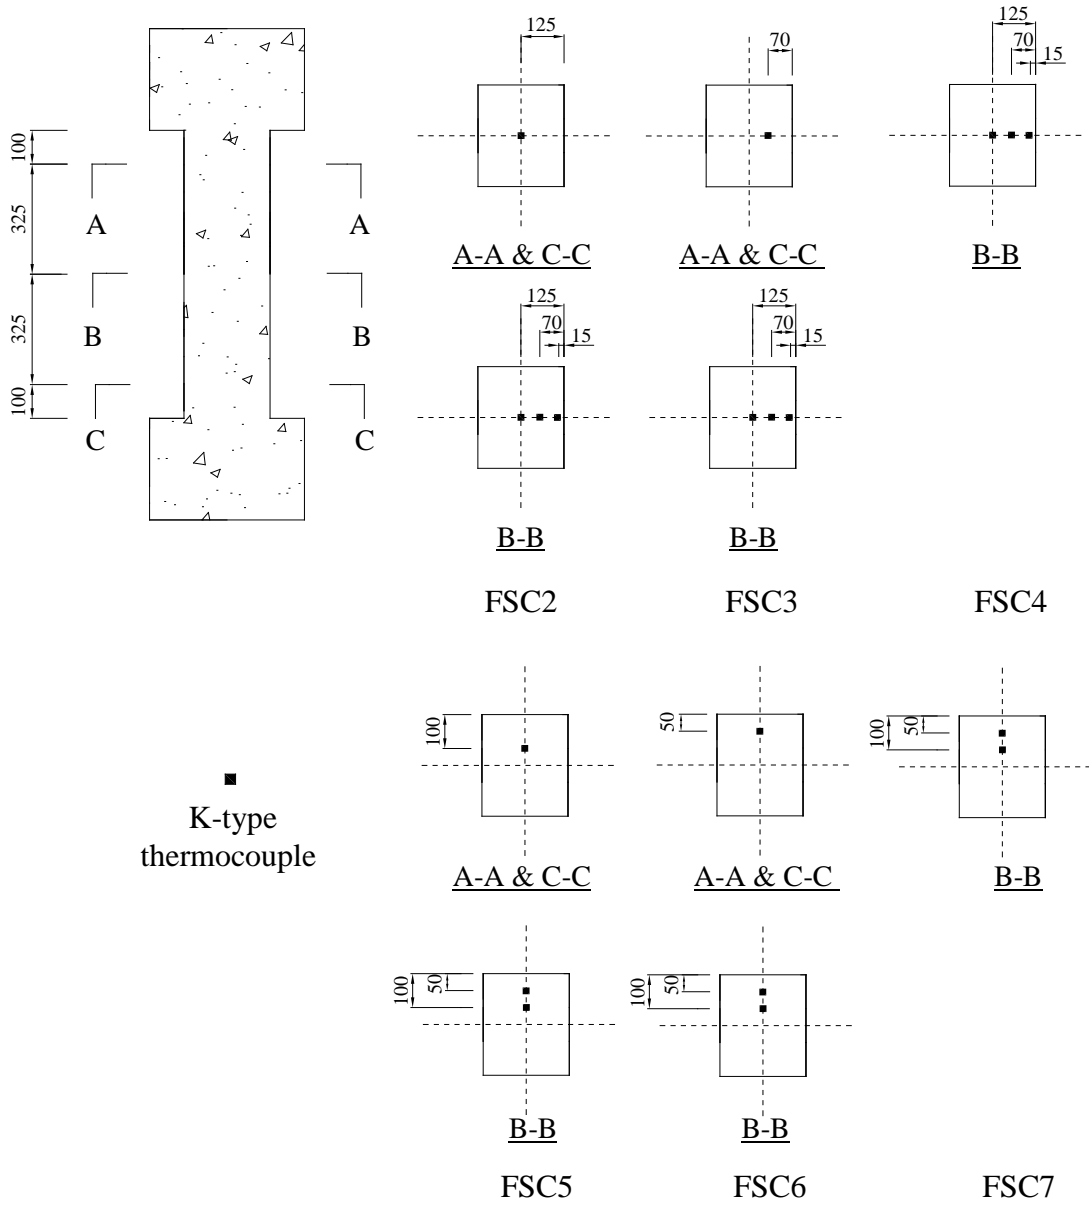 125
70
125
70
15
100
325
325
100
A
A
B
B
C
C
A-A & C-C
A-A & C-C
B-B
125
70
15
125
70
15
B-B
B-B
FSC2
FSC3
FSC4
100
50
100
50
K-type
thermocouple
A-A & C-C
A-A & C-C
B-B
100
50
100
50
B-B
B-B
FSC5
FSC6
FSC7